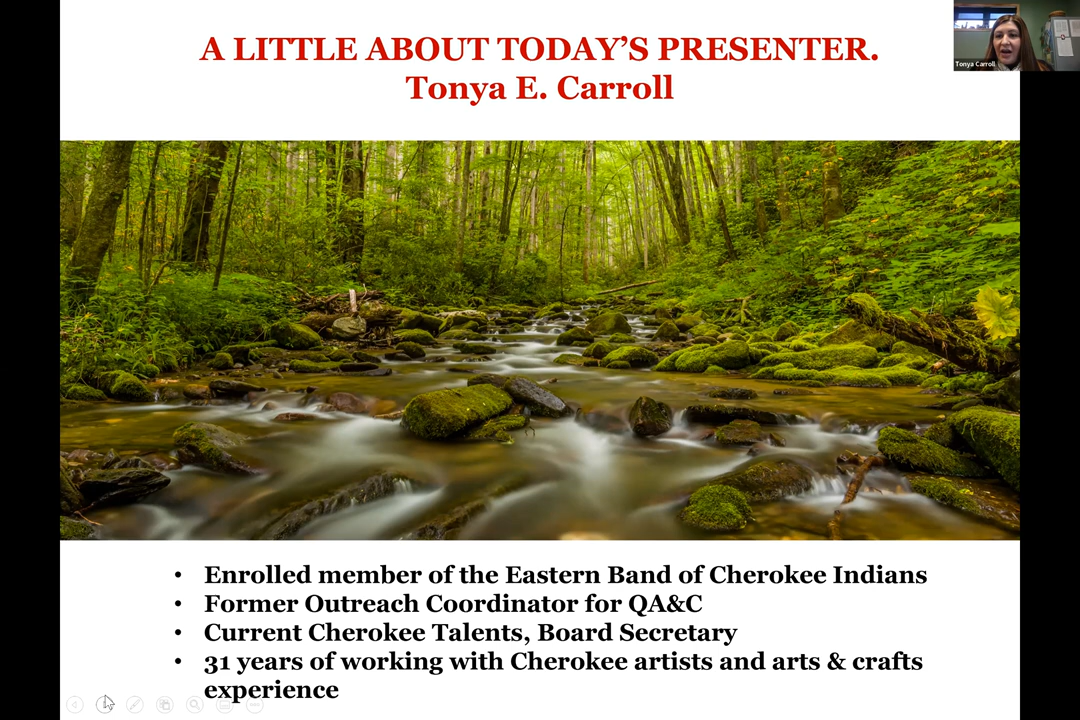 A LITTLE ABOUT TODAY'S PRESENTER.
Tonya E. Carroll
Tonya Carroll
• Enrolled member of the Eastern Band of Cherokee Indians
• Former Outreach Coordinator for QA&C
• Current Cherokee Talents, Board Secretary
• 31 years of working with Cherokee artists and arts & crafts
experience